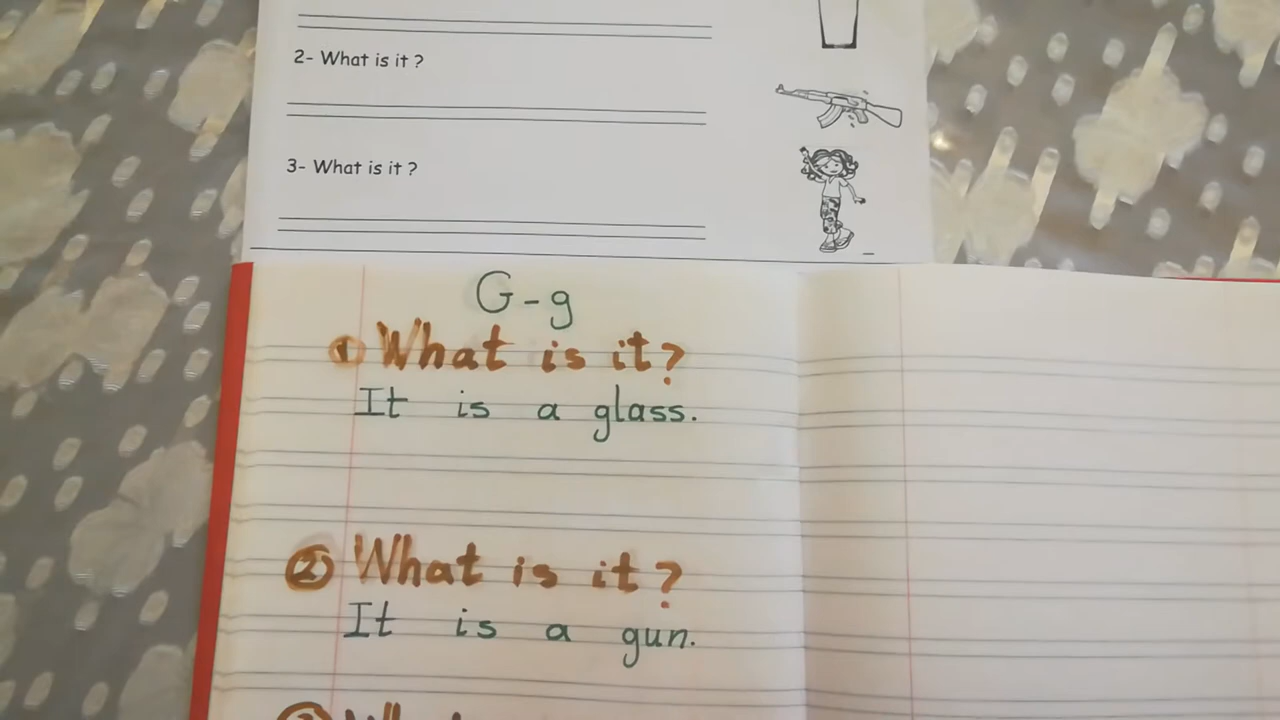 2- What is it ?
3- What is it ?
G-g
1 What is it?
It is a glass.
2 What is it?
It is a gun.